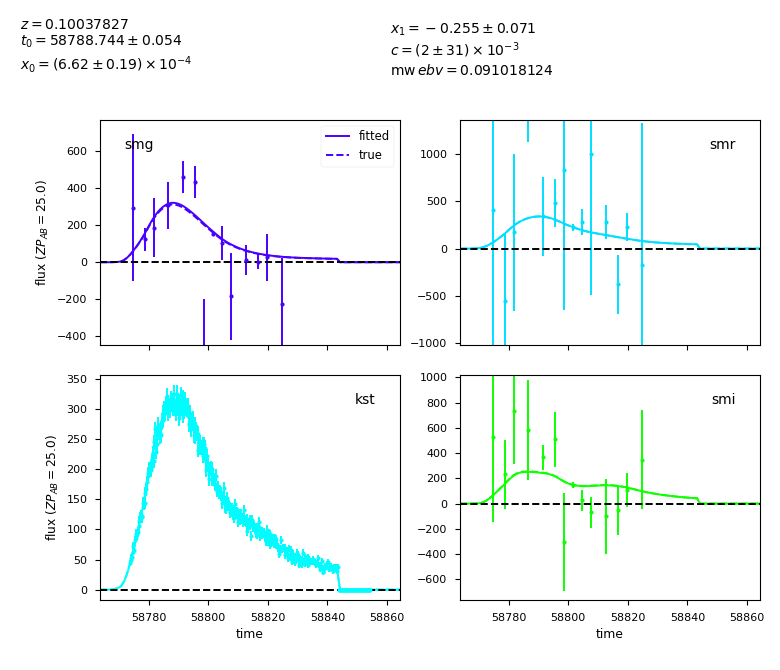 z = 0.10037827
t₀ = 58788.744 ± 0.054
x₀ = (6.62 ± 0.19) × 10⁻⁴
x₁ = −0.255 ± 0.071
c = (2 ± 31) × 10⁻³
mw ebv = 0.091018124
smg
fitted
true
600
400
200
0
−200
−400
flux (ZP_AB = 25.0)
smr
1000
500
0
−500
−1000
kst
350
300
250
200
150
100
50
0
flux (ZP_AB = 25.0)
58780 58800 58820 58840 58860
time
smi
1000
800
600
400
200
0
−200
−400
−600
58780 58800 58820 58840 58860
time